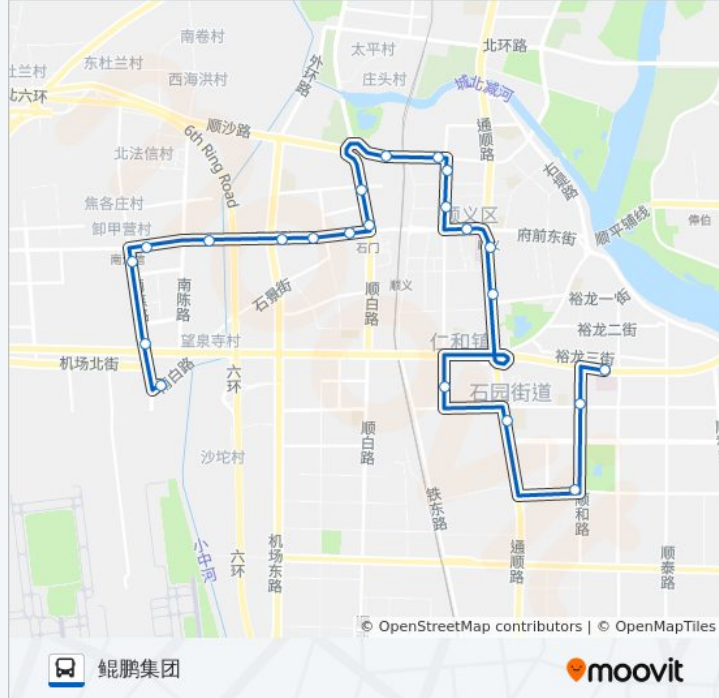 南卷村
太平村
北环路
外环路
杜兰村
东杜兰村
西海洪村
庄头村
城北减河
北六环
顺沙路
通顺路
6th Ring Road
北法信村
右堤路
焦各庄村
顺义区
卸甲营村
府前东街
顺平辅线
俸伯
石门
顺义
南陈路
石景街
顺白路
裕龙一街
裕龙二街
望泉寺村
仁和镇
裕龙三街
机场北街
六环
石园街道
顺白路
沙坨村
铁东路
顺和路
小中河
六环
机场东路
通顺路
顺泰路
© OpenStreetMap contributors | © OpenMapTiles
鲲鹏集团
moovit